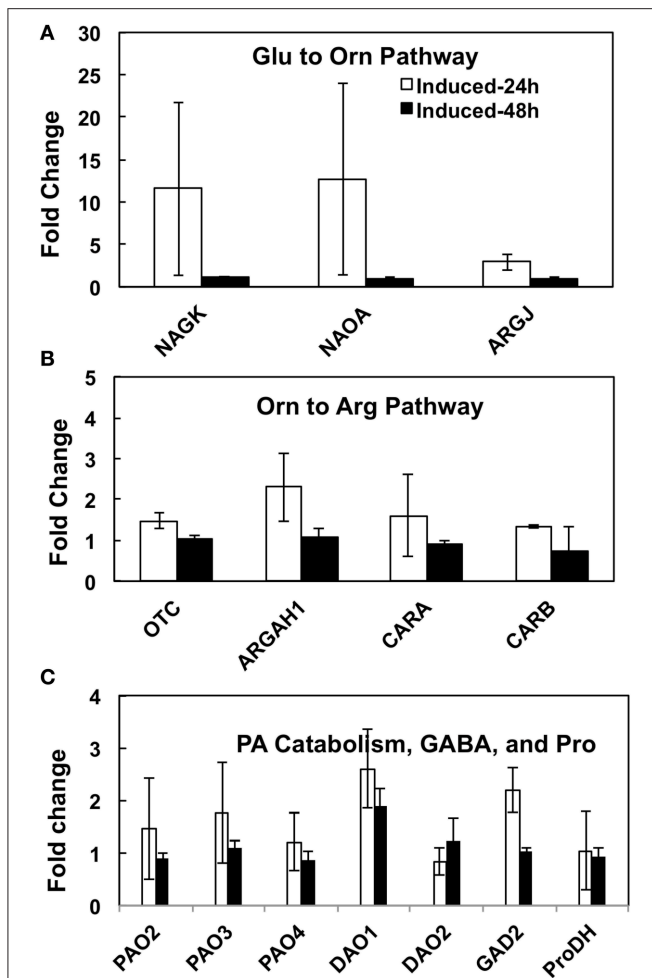 A
Glu to Orn Pathway
Induced-24h
Induced-48h
Fold Change
30
25
20
15
10
5
0
NAGK
NAOA
ARGJ
B
Orn to Arg Pathway
Fold Change
5
4
3
2
1
0
OTC
ARGAH1
CARA
CARB
C
PA Catabolism, GABA, and Pro
Fold change
4
3
2
1
0
PAO2
PAO3
PAO4
DAO1
DAO2
GAD2
ProDH